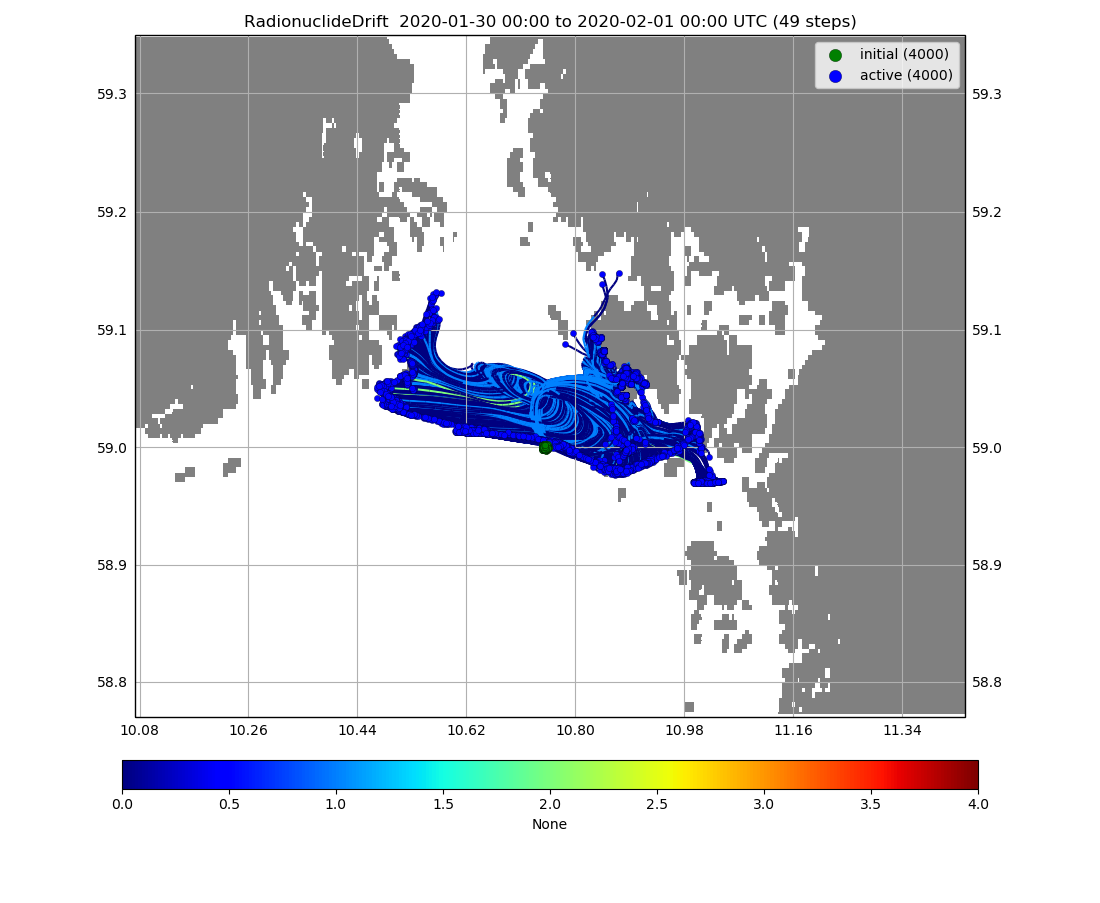 RadionuclideDrift 2020-01-30 00:00 to 2020-02-01 00:00 UTC (49 steps)
initial (4000)
active (4000)
59.3 59.3
59.2 59.2
59.1 59.1
59.0 59.0
58.9 58.9
58.8 58.8
10.08 10.26 10.44 10.62 10.80 10.98 11.16 11.34
0.0 0.5 1.0 1.5 2.0 2.5 3.0 3.5 4.0
None